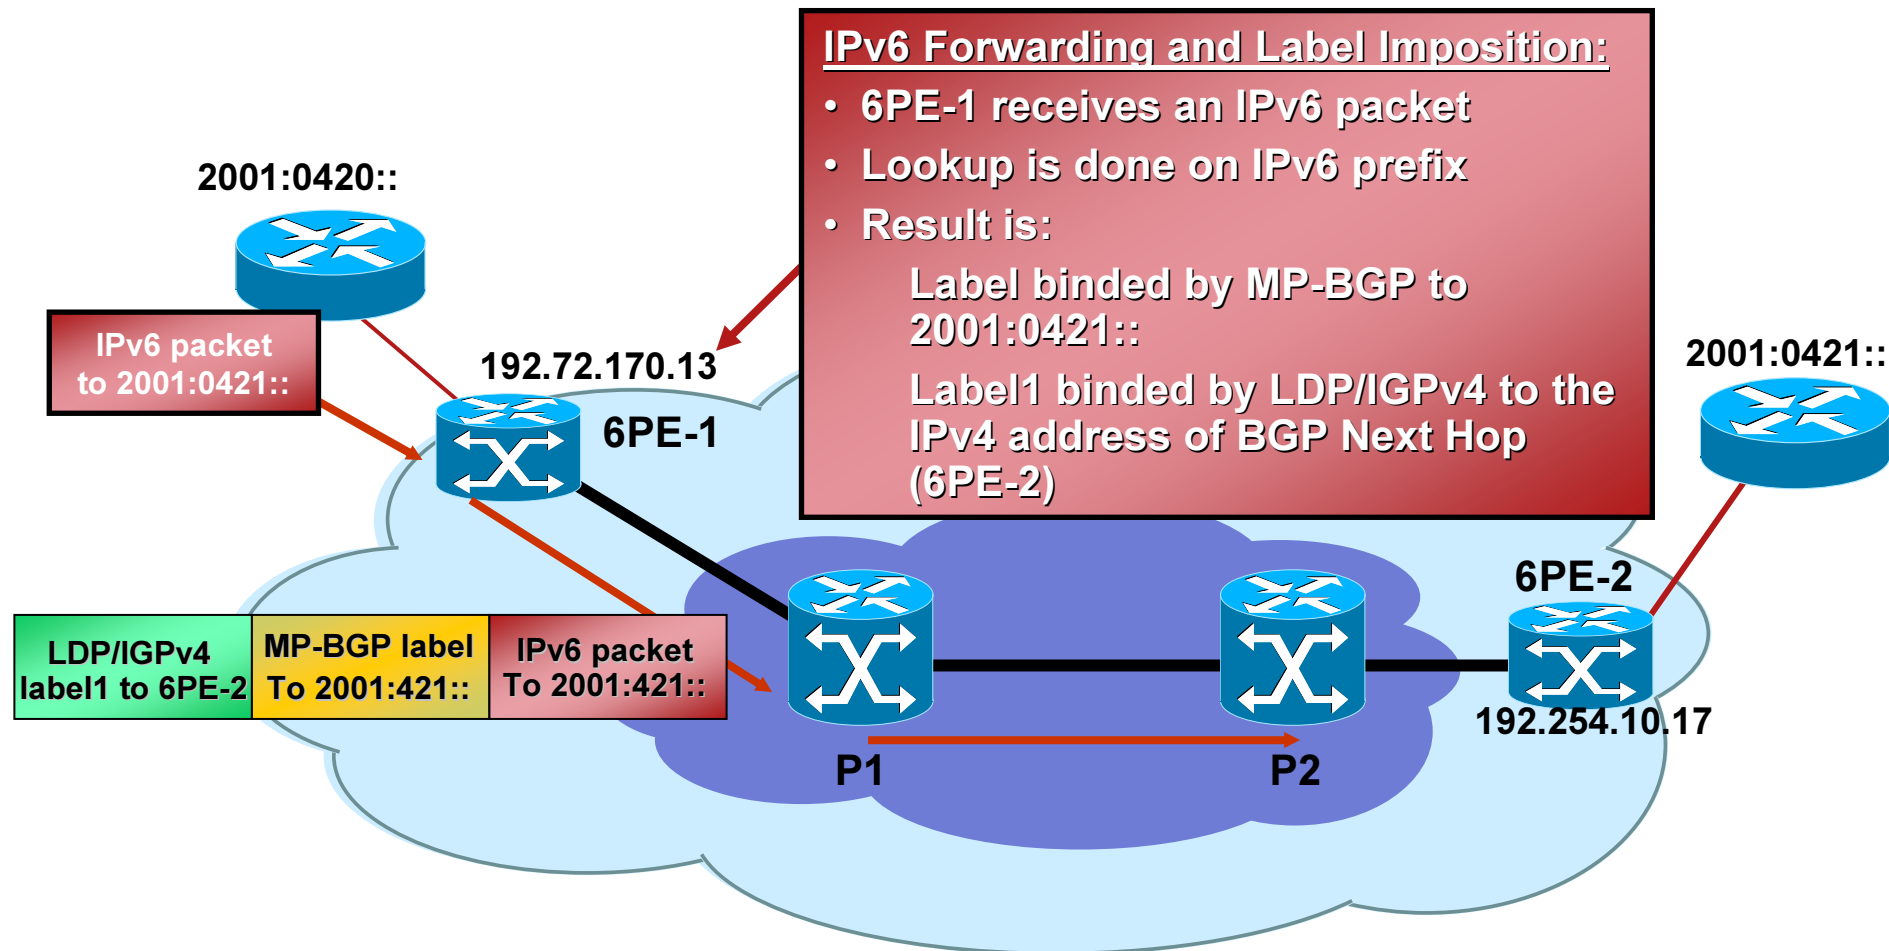 IPv6 Forwarding and Label Imposition:
• 6PE-1 receives an IPv6 packet
• Lookup is done on IPv6 prefix
• Result is:
Label binded by MP-BGP to
2001:0421::
Label1 binded by LDP/IGPv4 to the
IPv4 address of BGP Next Hop
(6PE-2)
2001:0420::
IPv6 packet
to 2001:0421::
192.72.170.13
6PE-1
2001:0421::
6PE-2
192.254.10.17
LDP/IGPv4
label1 to 6PE-2
MP-BGP label
To 2001:421::
IPv6 packet
To 2001:421::
P1
P2